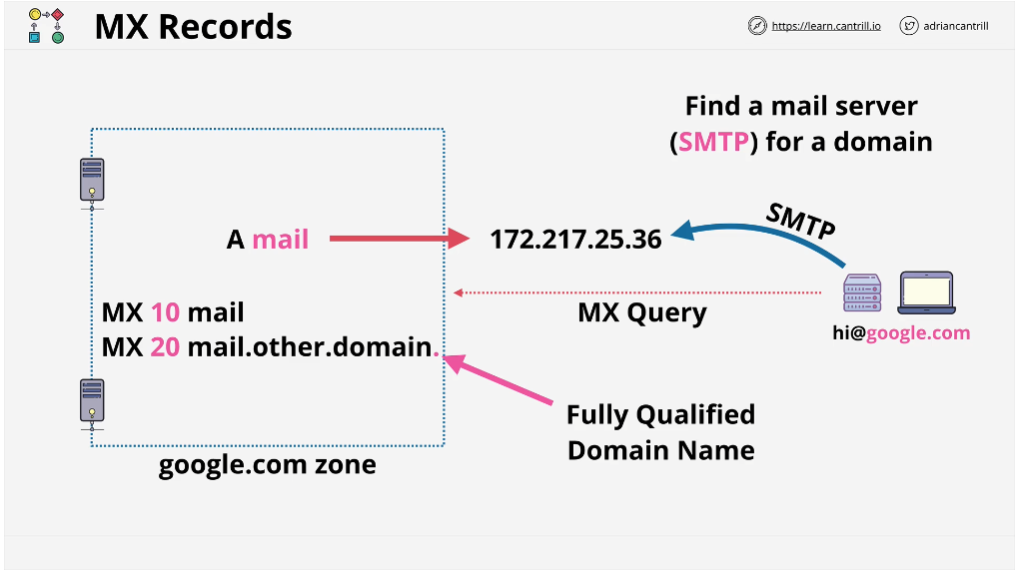 MX Records
https://learn.cantrill.io
adriancantrill
Find a mail server
(SMTP) for a domain
SMTP
A mail
172.217.25.36
MX 10 mail
MX Query
hi@google.com
MX 20 mail.other.domain.
Fully Qualified
Domain Name
google.com zone